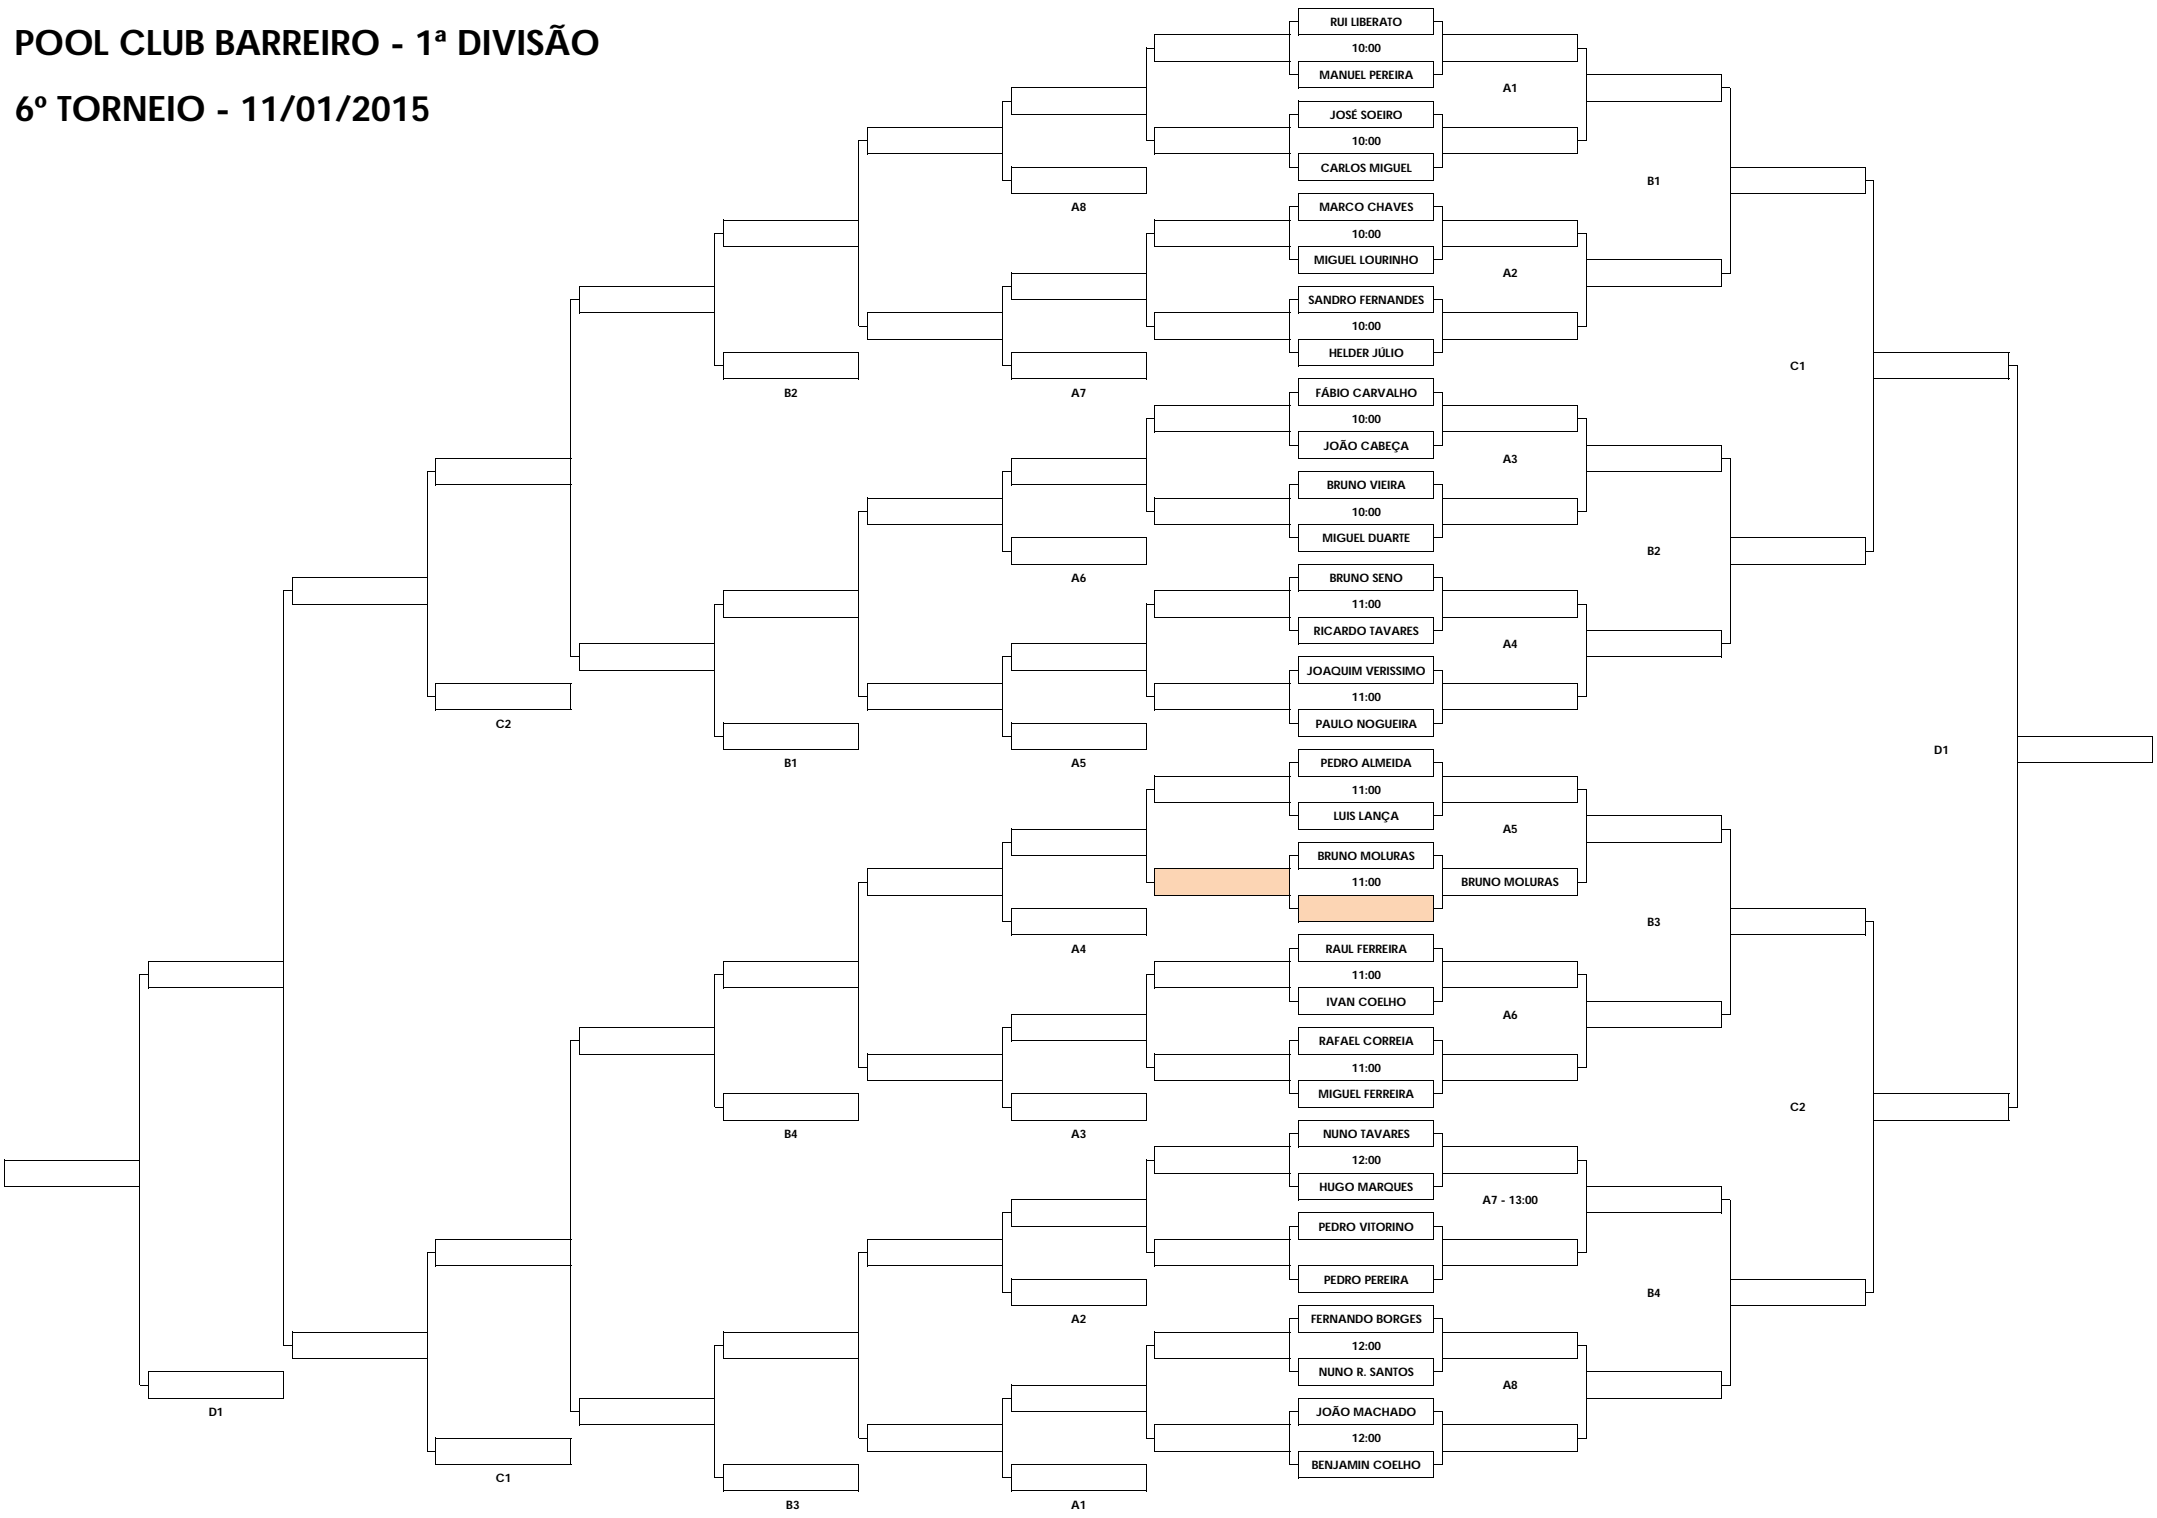 POOL CLUB BARREIRO - 1ª DIVISÃO
6º TORNEIO - 11/01/2015
RUI LIBERATO
10:00
MANUEL PEREIRA
A1
JOSÉ SOEIRO
10:00
CARLOS MIGUEL
B1
A8
MARCO CHAVES
10:00
MIGUEL LOURINHO
A2
SANDRO FERNANDES
10:00
HELDER JÚLIO
C1
B2
A7
FÁBIO CARVALHO
10:00
JOÃO CABEÇA
A3
BRUNO VIEIRA
10:00
MIGUEL DUARTE
B2
A6
BRUNO SENO
11:00
RICARDO TAVARES
A4
JOAQUIM VERISSIMO
11:00
PAULO NOGUEIRA
C2
D1
B1
A5
PEDRO ALMEIDA
11:00
LUIS LANÇA
A5
BRUNO MOLURAS
11:00
BRUNO MOLURAS
B3
A4
RAUL FERREIRA
11:00
IVAN COELHO
A6
RAFAEL CORREIA
11:00
MIGUEL FERREIRA
C2
B4
A3
NUNO TAVARES
12:00
HUGO MARQUES
A7 - 13:00
PEDRO VITORINO
PEDRO PEREIRA
B4
A2
FERNANDO BORGES
12:00
NUNO R. SANTOS
A8
D1
JOÃO MACHADO
12:00
BENJAMIN COELHO
C1
B3
A1